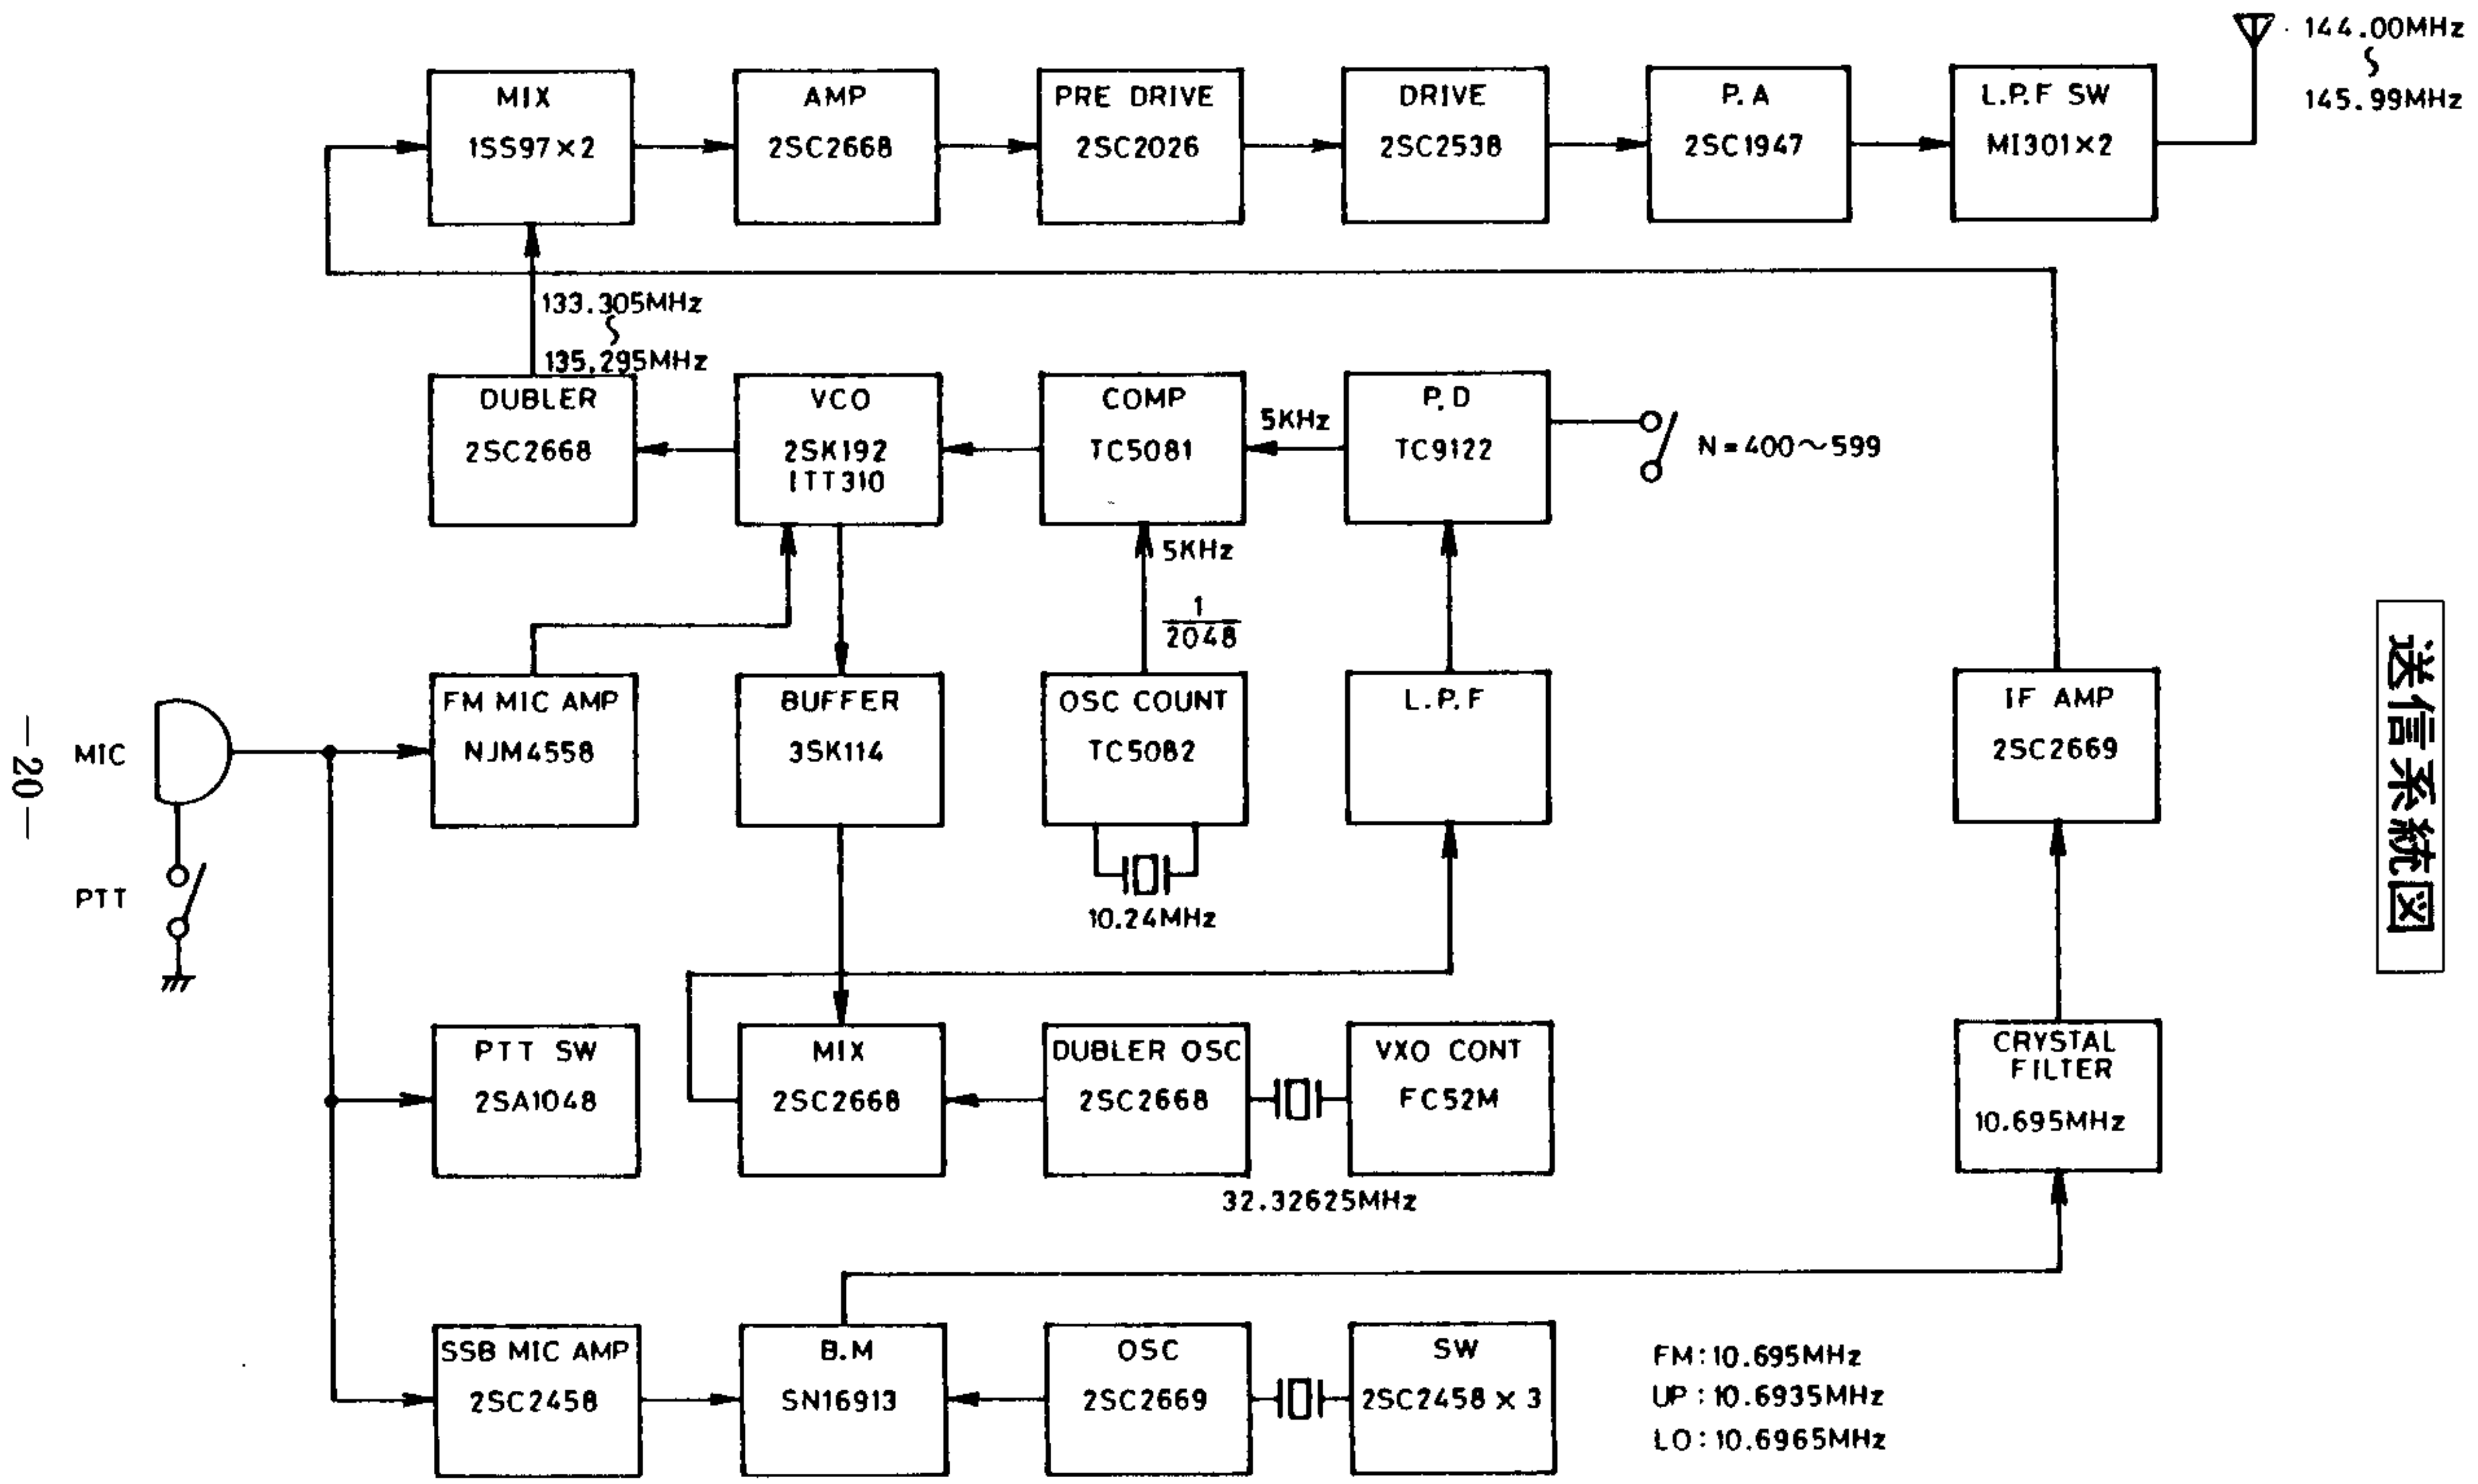 144.00MHz
∫
145.99MHz
MIX
1SS97×2
AMP
2SC2668
PRE DRIVE
2SC2026
DRIVE
2SC2538
P.A
2SC1947
L.P.F SW
MI301×2
133.305MHz
∫
135,295MHz
DUBLER
2SC2668
VCO
2SK192
ITT310
COMP
TC5081
5KHz
P.D
TC9122
N=400～599
5KHz
1
2048
FM MIC AMP
NJM4558
BUFFER
3SK114
OSC COUNT
TC5082
L.P.F
IF AMP
2SC2669
MIC
PTT
10.24MHz
送信系統図
—20—
PTT SW
2SA1048
MIX
2SC2668
DUBLER OSC
2SC2668
VXO CONT
FC52M
CRYSTAL
FILTER
10.695MHz
32.32625MHz
SSB MIC AMP
2SC2458
B.M
SN16913
OSC
2SC2669
SW
2SC2458 × 3
FM:10.695MHz
UP:10.6935MHz
LO:10.6965MHz